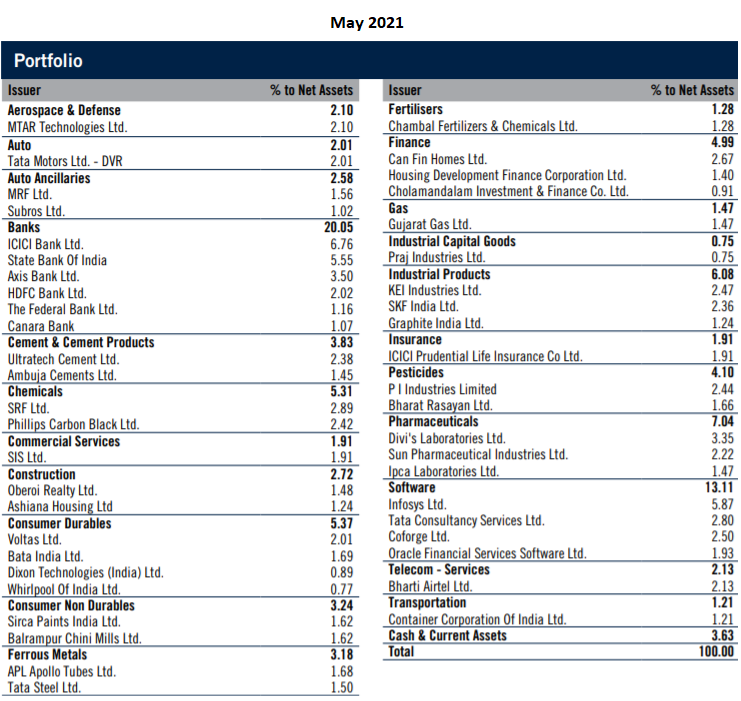 May 2021
Portfolio
Issuer % to Net Assets
Aerospace & Defense 2.10
MTAR Technologies Ltd. 2.10
Auto 2.01
Tata Motors Ltd. - DVR 2.01
Auto Ancillaries 2.58
MRF Ltd. 1.56
Subros Ltd. 1.02
Banks 20.05
ICICI Bank Ltd. 6.76
State Bank Of India 5.55
Axis Bank Ltd. 3.50
HDFC Bank Ltd. 2.02
The Federal Bank Ltd. 1.16
Canara Bank 1.07
Cement & Cement Products 3.83
Ultratech Cement Ltd. 2.38
Ambuja Cements Ltd. 1.45
Chemicals 5.31
SRF Ltd. 2.89
Phillips Carbon Black Ltd. 2.42
Commercial Services 1.91
SIS Ltd. 1.91
Construction 2.72
Oberoi Realty Ltd. 1.48
Ashiana Housing Ltd 1.24
Consumer Durables 5.37
Voltas Ltd. 2.01
Bata India Ltd. 1.69
Dixon Technologies (India) Ltd. 0.89
Whirlpool Of India Ltd. 0.77
Consumer Non Durables 3.24
Sirca Paints India Ltd. 1.62
Balrampur Chini Mills Ltd. 1.62
Ferrous Metals 3.18
APL Apollo Tubes Ltd. 1.68
Tata Steel Ltd. 1.50
Issuer % to Net Assets
Fertilisers 1.28
Chambal Fertilizers & Chemicals Ltd. 1.28
Finance 4.99
Can Fin Homes Ltd. 2.67
Housing Development Finance Corporation Ltd. 1.40
Cholamandalam Investment & Finance Co. Ltd. 0.91
Gas 1.47
Gujarat Gas Ltd. 1.47
Industrial Capital Goods 0.75
Praj Industries Ltd. 0.75
Industrial Products 6.08
KEI Industries Ltd. 2.47
SKF India Ltd. 2.36
Graphite India Ltd. 1.24
Insurance 1.91
ICICI Prudential Life Insurance Co Ltd. 1.91
Pesticides 4.10
P I Industries Limited 2.44
Bharat Rasayan Ltd. 1.66
Pharmaceuticals 7.04
Divi's Laboratories Ltd. 3.35
Sun Pharmaceutical Industries Ltd. 2.22
Ipca Laboratories Ltd. 1.47
Software 13.11
Infosys Ltd. 5.87
Tata Consultancy Services Ltd. 2.80
Coforge Ltd. 2.50
Oracle Financial Services Software Ltd. 1.93
Telecom - Services 2.13
Bharti Airtel Ltd. 2.13
Transportation 1.21
Container Corporation Of India Ltd. 1.21
Cash & Current Assets 3.63
Total 100.00